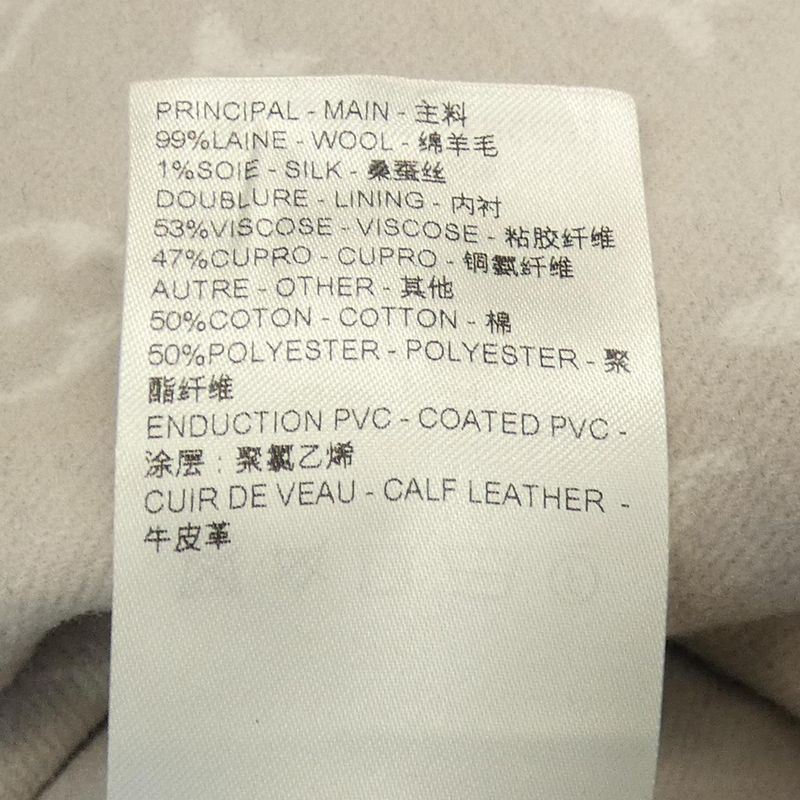 PRINCIPAL - MAIN - 主料
99%LAINE - WOOL - 绵羊毛
1%SOIE - SILK - 桑蚕丝
DOUBLURE - LINING - 内衬
53%VISCOSE - VISCOSE - 粘胶纤维
47%CUPRO - CUPRO - 铜氨纤维
AUTRE - OTHER - 其他
50%COTON - COTTON - 棉
50%POLYESTER - POLYESTER - 聚
酯纤维
ENDUCTION PVC - COATED PVC -
涂层 : 聚氯乙烯
CUIR DE VEAU - CALF LEATHER -
牛皮革